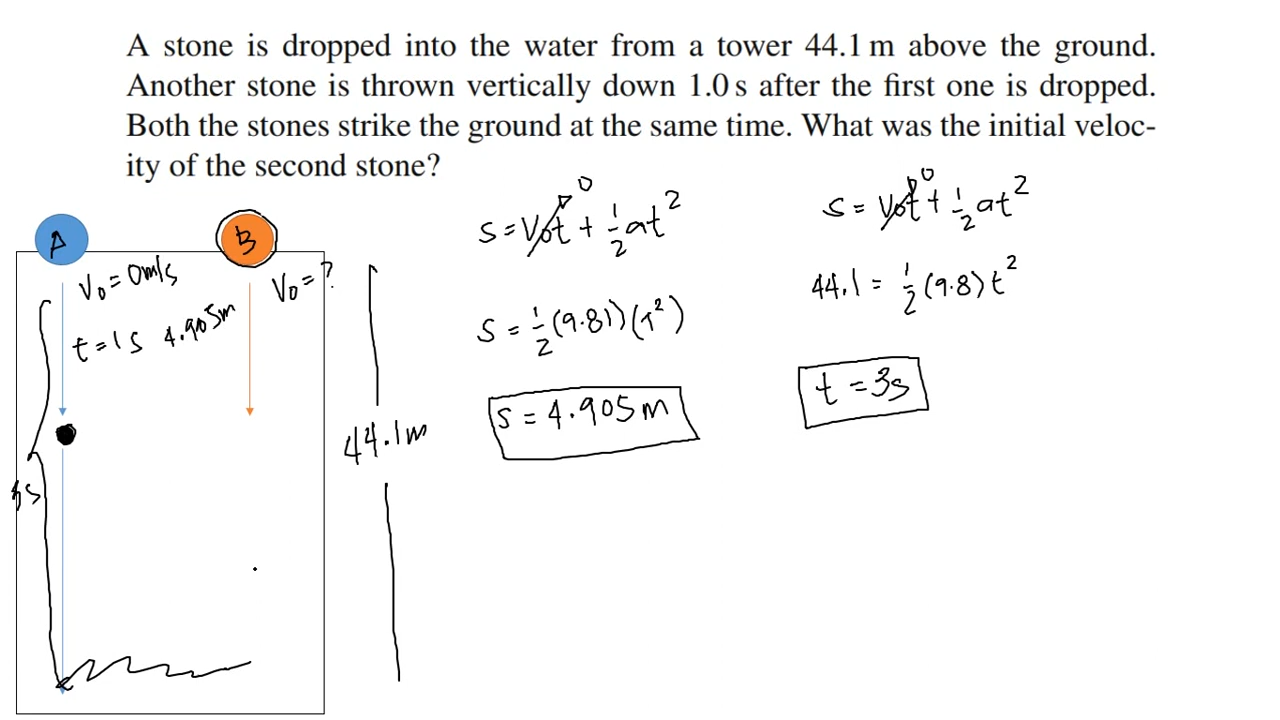 A stone is dropped into the water from a tower 44.1 m above the ground.
Another stone is thrown vertically down 1.0 s after the first one is dropped.
Both the stones strike the ground at the same time. What was the initial veloc-
ity of the second stone?
A
B
V₀ = 0m/s
V₀ = ?
t = 1s 4.905m
44.1m
S = V₀t + ½at²
0
S = ½(9.81)(1²)
S = 4.905m
S = V₀t + ½at²
0
44.1 = ½(9.8)t²
t = 3s